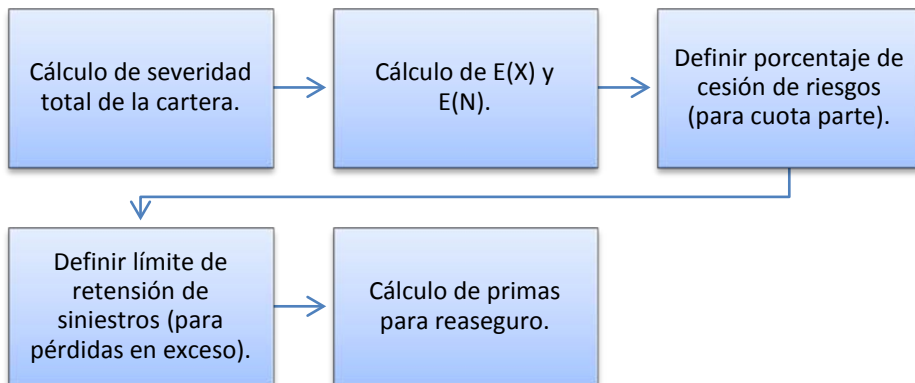 Cálculo de severidad
total de la cartera.
Cálculo de E(X) y
E(N).
Definir porcentaje de
cesión de riesgos
(para cuota parte).
Definir límite de
retensión de
siniestros (para
pérdidas en exceso).
Cálculo de primas
para reaseguro.